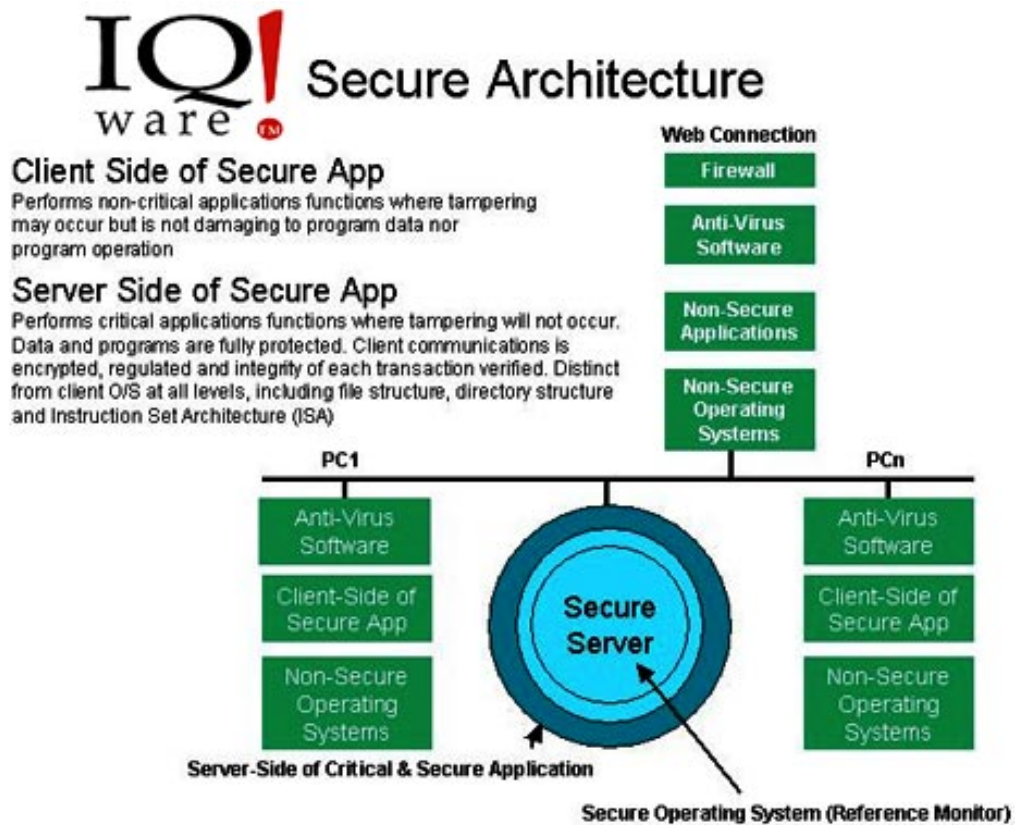 IQ!
ware TM
Secure Architecture
Web Connection
Firewall
Anti-Virus
Software
Non-Secure
Applications
Non-Secure
Operating
Systems
Client Side of Secure App
Performs non-critical applications functions where tampering
may occur but is not damaging to program data nor
program operation
Server Side of Secure App
Performs critical applications functions where tampering will not occur.
Data and programs are fully protected. Client communications is
encrypted, regulated and integrity of each transaction verified. Distinct
from client O/S at all levels, including file structure, directory structure
and Instruction Set Architecture (ISA)
PC1
Anti-Virus
Software
Client-Side of
Secure App
Non-Secure
Operating
Systems
Secure
Server
PCn
Anti-Virus
Software
Client-Side of
Secure App
Non-Secure
Operating
Systems
Server-Side of Critical & Secure Application
Secure Operating System (Reference Monitor)